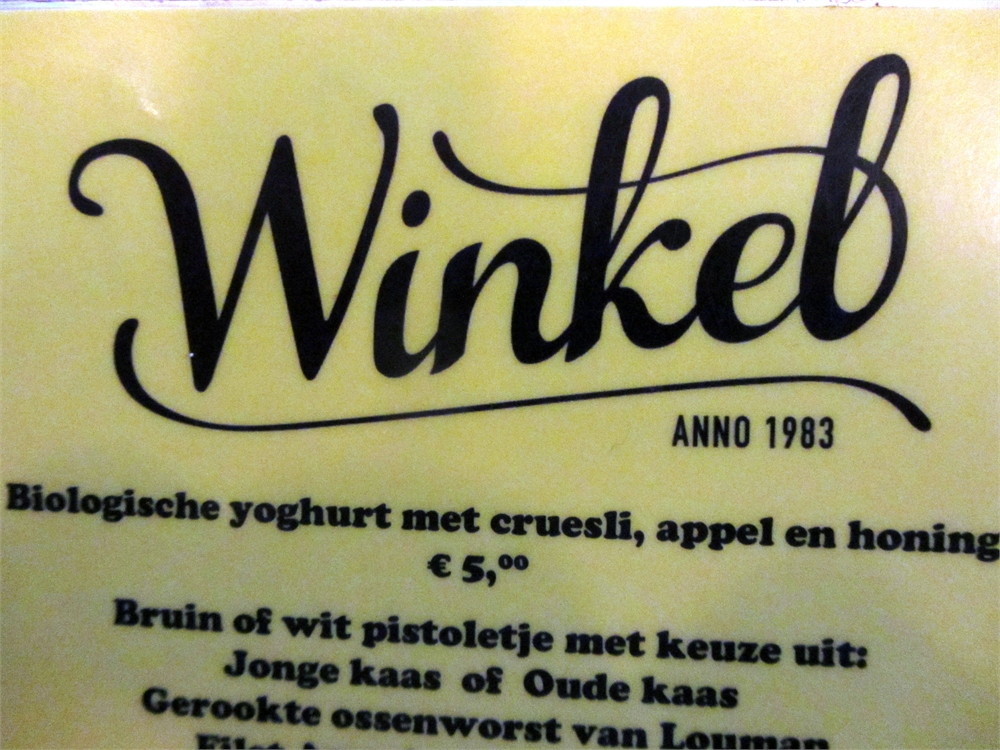 Winkel
ANNO 1983
Biologische yoghurt met cruesli, appel en honing
€ 5,00
Bruin of wit pistoletje met keuze uit:
Jonge kaas of Oude kaas
Gerookte ossenworst van Louman